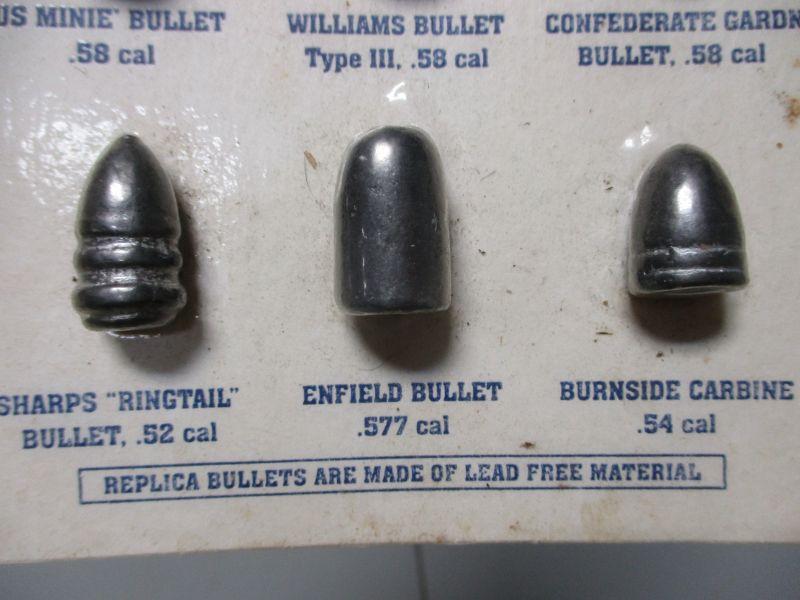 US MINIE' BULLET
.58 cal
WILLIAMS BULLET
Type III, .58 cal
CONFEDERATE GARDN
BULLET, .58 cal
SHARPS "RINGTAIL"
BULLET, .52 cal
ENFIELD BULLET
.577 cal
BURNSIDE CARBINE
.54 cal
REPLICA BULLETS ARE MADE OF LEAD FREE MATERIAL